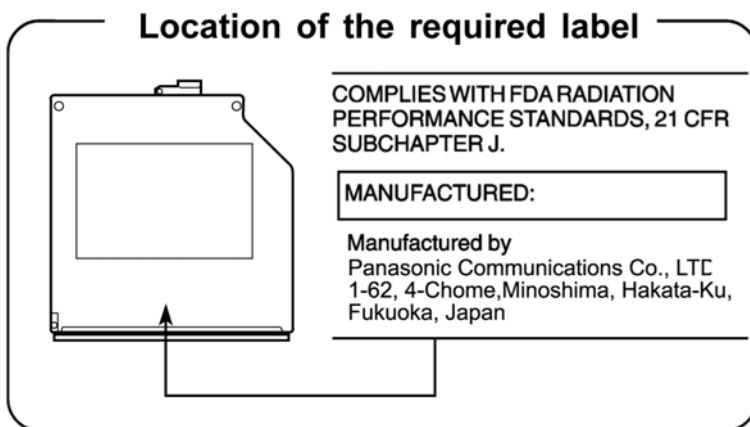 Location of the required label
COMPLIES WITH FDA RADIATION
PERFORMANCE STANDARDS, 21 CFR
SUBCHAPTER J.
MANUFACTURED:
Manufactured by
Panasonic Communications Co., LTD
1-62, 4-Chome,Minoshima, Hakata-Ku,
Fukuoka, Japan